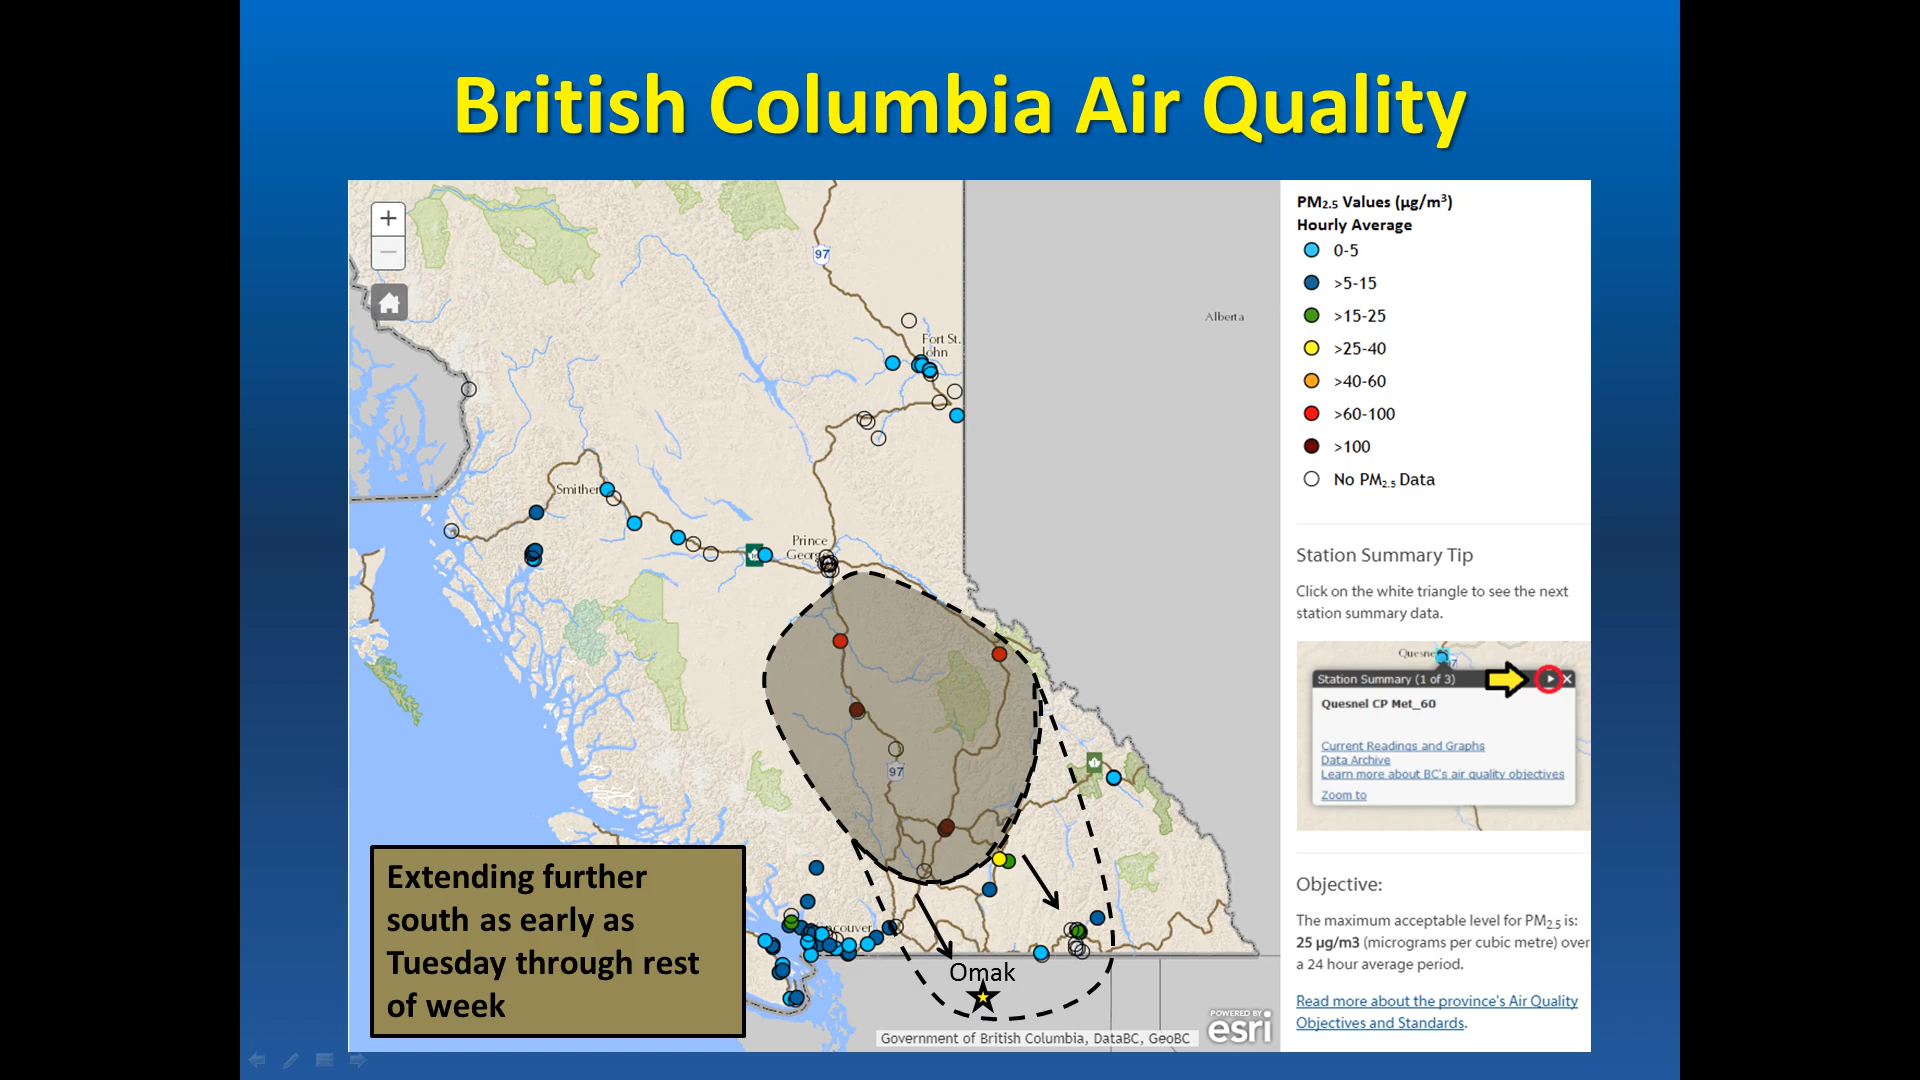 British Columbia Air Quality
+
−
97
Alberta
Fort St.
John
Smither
Prince
George
97
ncouver
Omak
Extending further
south as early as
Tuesday through rest
of week
POWERED BY
esri
Government of British Columbia, DataBC, GeoBC
PM2.5 Values (µg/m³)
Hourly Average
0-5
>5-15
>15-25
>25-40
>40-60
>60-100
>100
No PM2.5 Data
Station Summary Tip
Click on the white triangle to see the next
station summary data.
Quesne
Station Summary (1 of 3)
Quesnel CP Met_60
Current Readings and Graphs
Data Archive
Learn more about BC's air quality objectives
Zoom to
Objective:
The maximum acceptable level for PM2.5 is:
25 µg/m3 (micrograms per cubic metre) over
a 24 hour average period.
Read more about the province's Air Quality
Objectives and Standards.